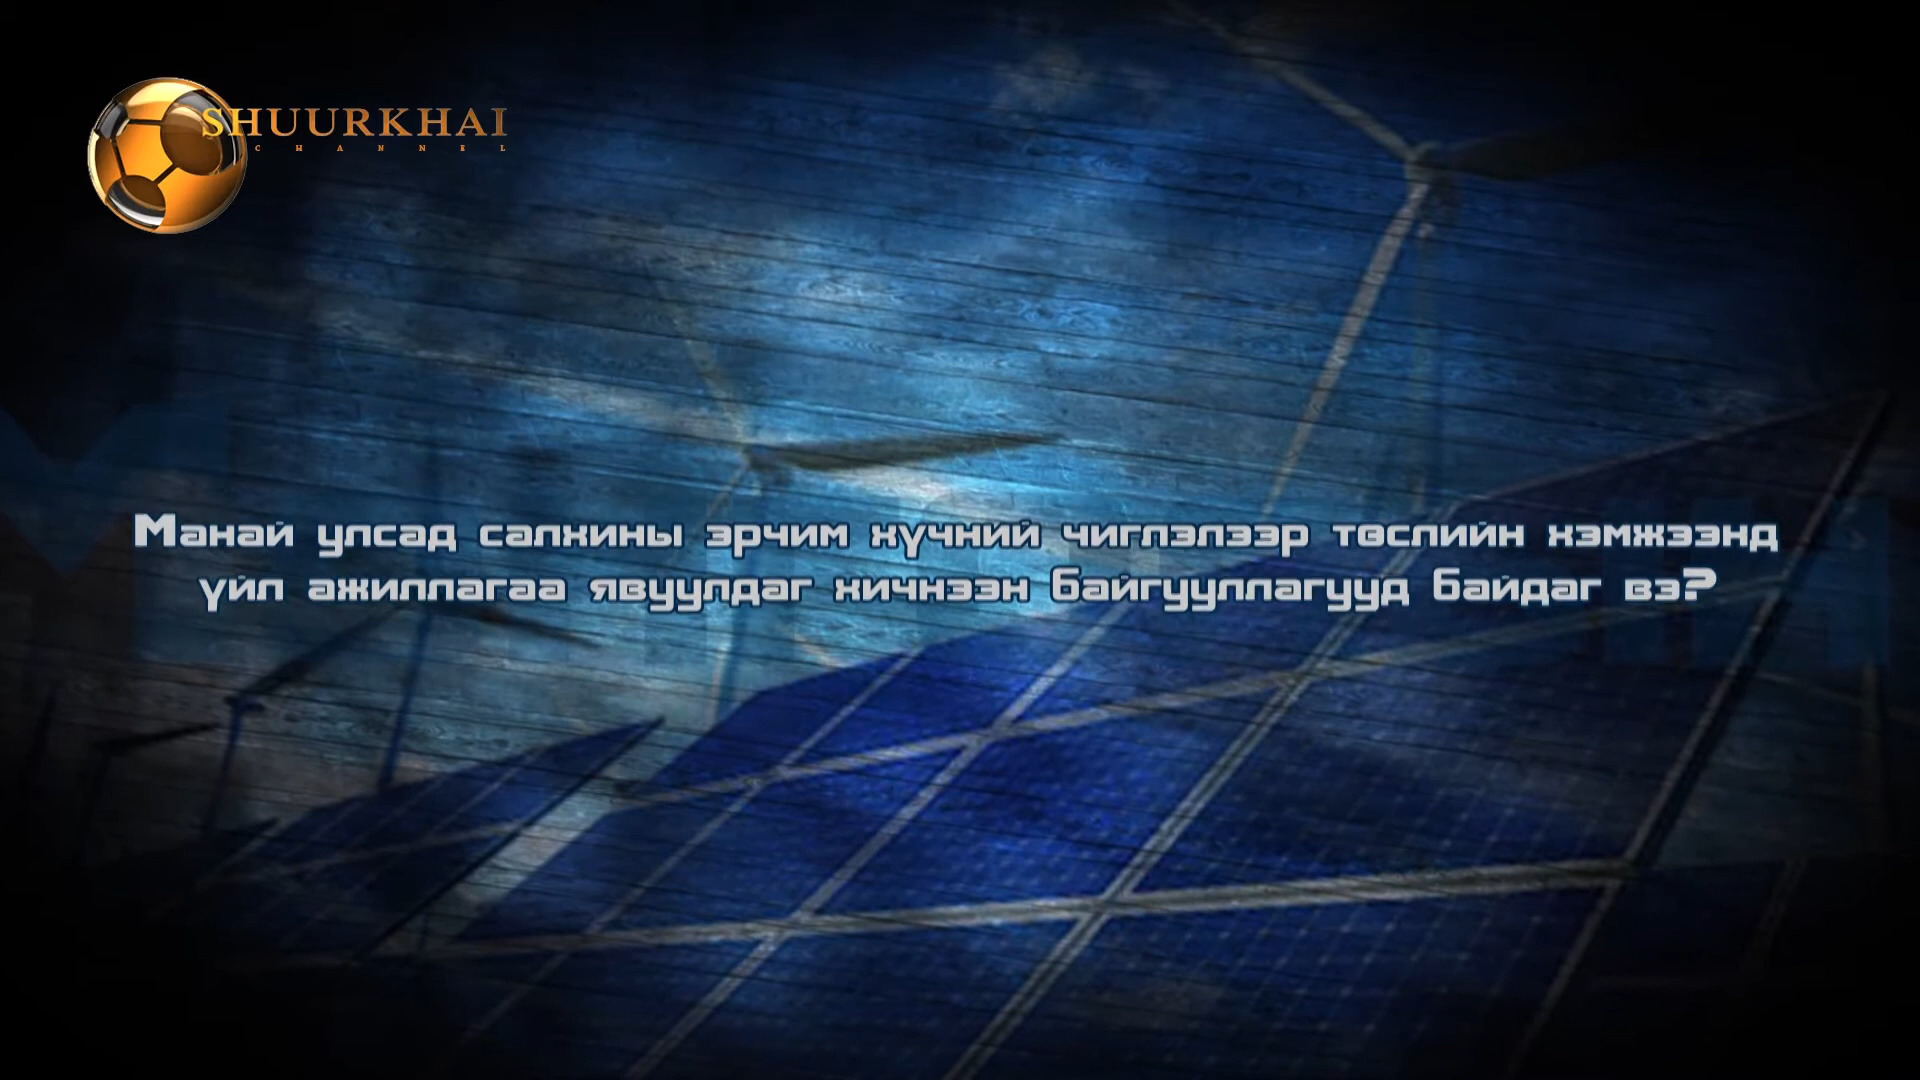 SHUURKHAI
CHANNEL
Манай улсад салхины эрчим хүчний чиглэлээр төслийн хэмжээнд
үйл ажиллагаа явуулдаг хичнээн байгууллагууд байдаг вэ?